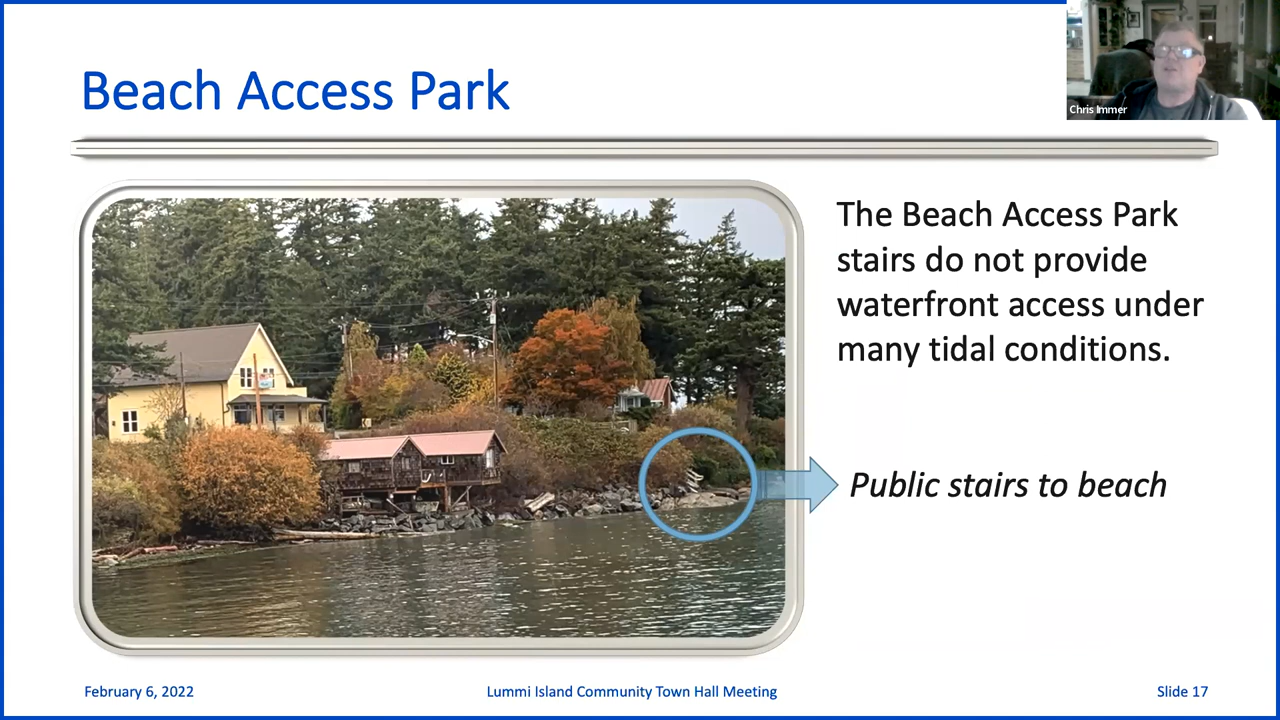 Beach Access Park
Chris Immer
The Beach Access Park
stairs do not provide
waterfront access under
many tidal conditions.
Public stairs to beach
February 6, 2022
Lummi Island Community Town Hall Meeting
Slide 17